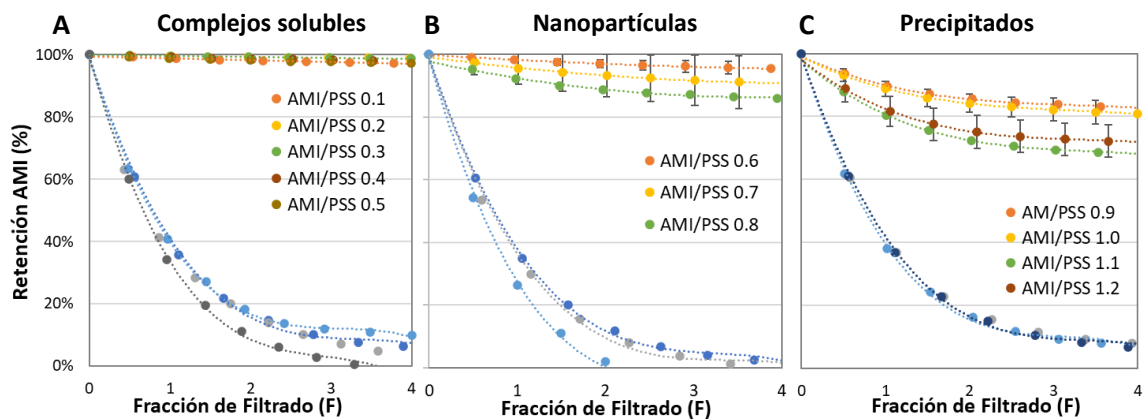 A
Complejos solubles
B
Nanopartículas
C
Precipitados
Retención AMI (%)
100%
80%
60%
40%
20%
0%
AMI/PSS 0.1
AMI/PSS 0.2
AMI/PSS 0.3
AMI/PSS 0.4
AMI/PSS 0.5
AMI/PSS 0.6
AMI/PSS 0.7
AMI/PSS 0.8
AM/PSS 0.9
AMI/PSS 1.0
AMI/PSS 1.1
AMI/PSS 1.2
0 1 2 3 4
0 1 2 3 4
0 1 2 3 4
Fracción de Filtrado (F)
Fracción de Filtrado (F)
Fracción de Filtrado (F)